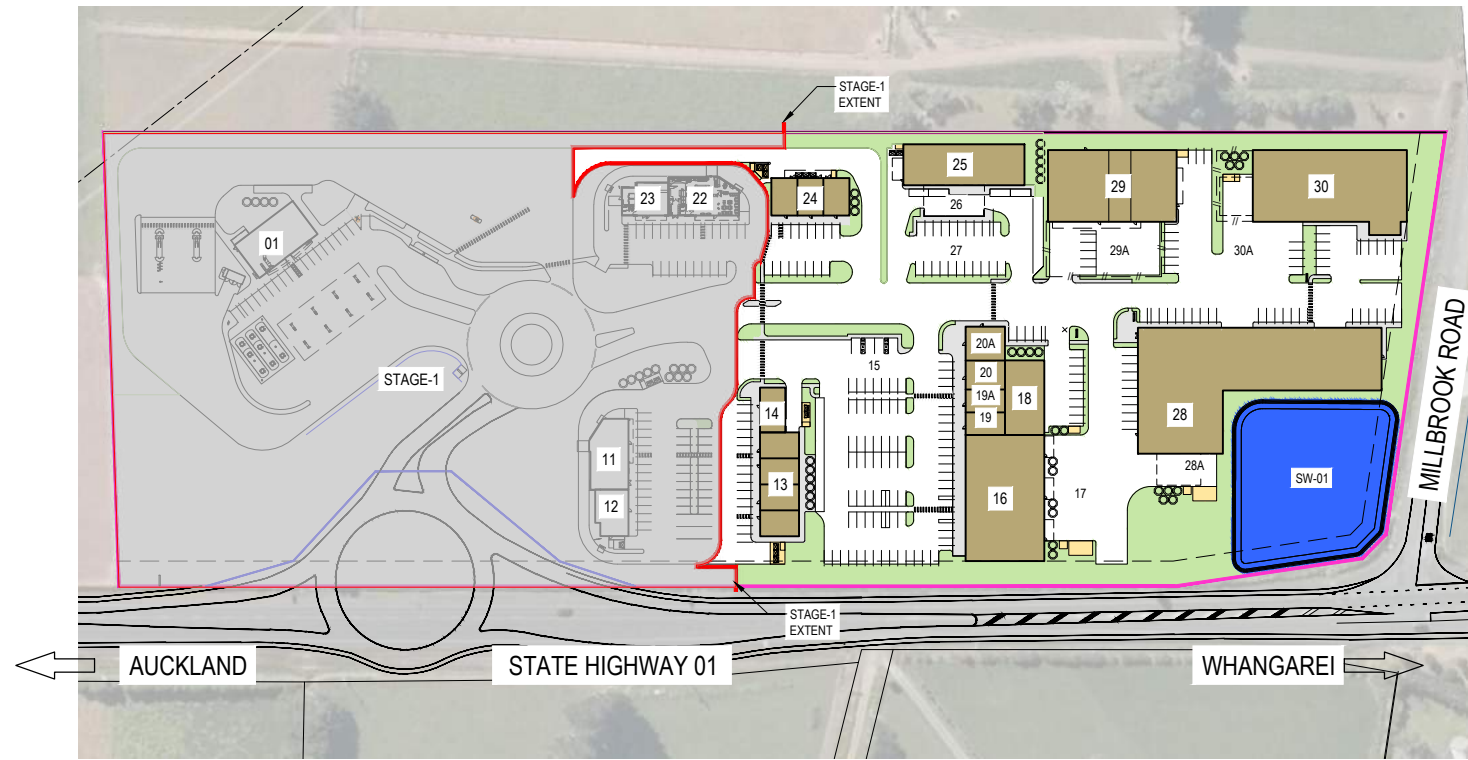 STAGE-1
EXTENT
25
23
22
24
29
30
26
01
27
29A
30A
MILLBROOK ROAD
20A
15
20
STAGE-1
18
19A
14
19
28
11
28A
13
16
17
SW-01
12
STAGE-1
EXTENT
AUCKLAND
STATE HIGHWAY 01
WHANGAREI